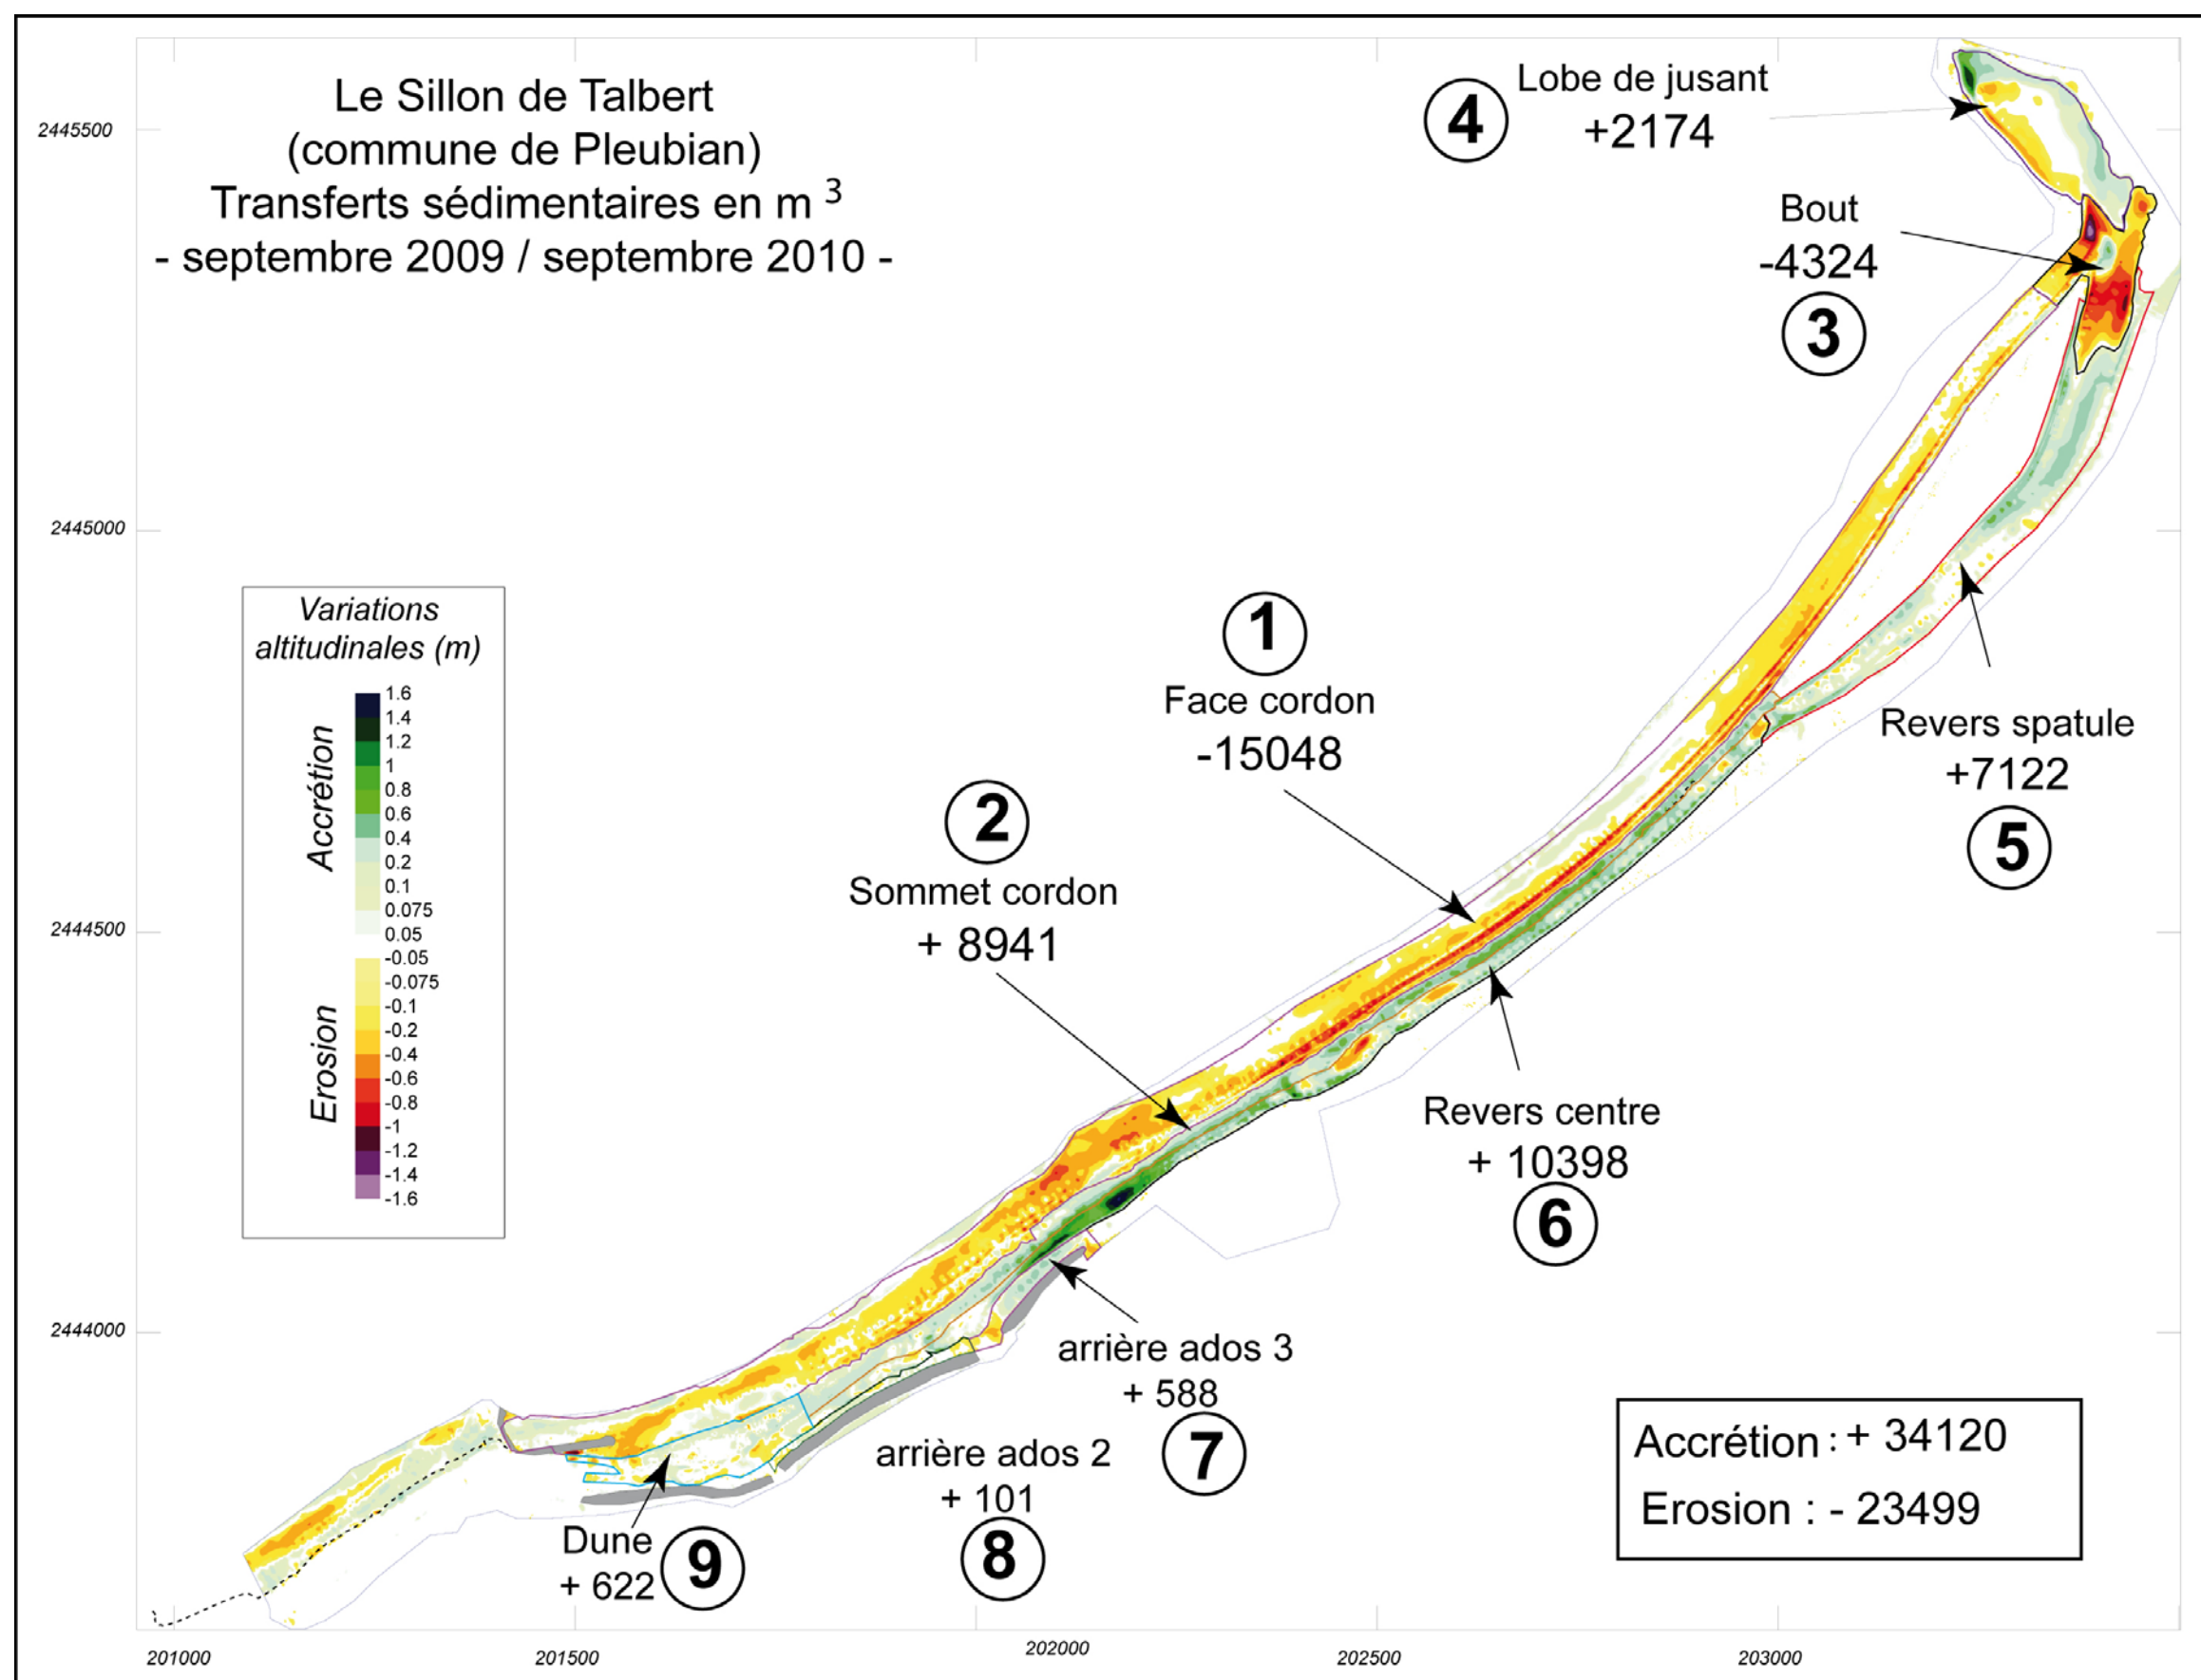 Le Sillon de Talbert
(commune de Pleubian)
Transferts sédimentaires en m 3
- septembre 2009 / septembre 2010 -
4
Lobe de jusant
+2174
Bout
-4324
3
1
Face cordon
-15048
2
Sommet cordon
+ 8941
Revers spatule
+7122
5
Revers centre
+ 10398
6
arrière ados 3
+ 588
7
arrière ados 2
+ 101
8
Dune
+ 622
9
Variations
altitudinales (m)
Accrétion
1.6
1.4
1.2
1
0.8
0.6
0.4
0.2
0.1
0.075
0.05
Erosion
-0.05
-0.075
-0.1
-0.2
-0.4
-0.6
-0.8
-1
-1.2
-1.4
-1.6
Accrétion : + 34120
Erosion : - 23499
2445500
2445000
2444500
2444000
201000
201500
202000
202500
203000